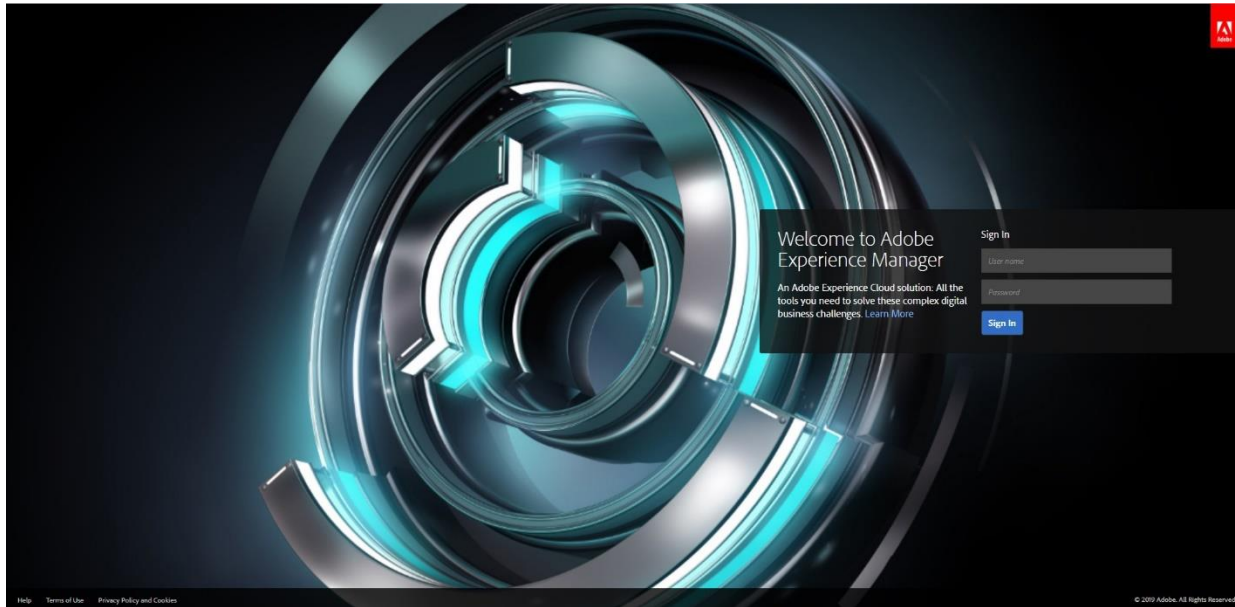 Adobe
Welcome to Adobe
Experience Manager
An Adobe Experience Cloud solution: All the
tools you need to solve these complex digital
business challenges. Learn More
Sign In
User name
Password
Sign In
Help Terms of Use Privacy Policy and Cookies
© 2019 Adobe. All Rights Reserved